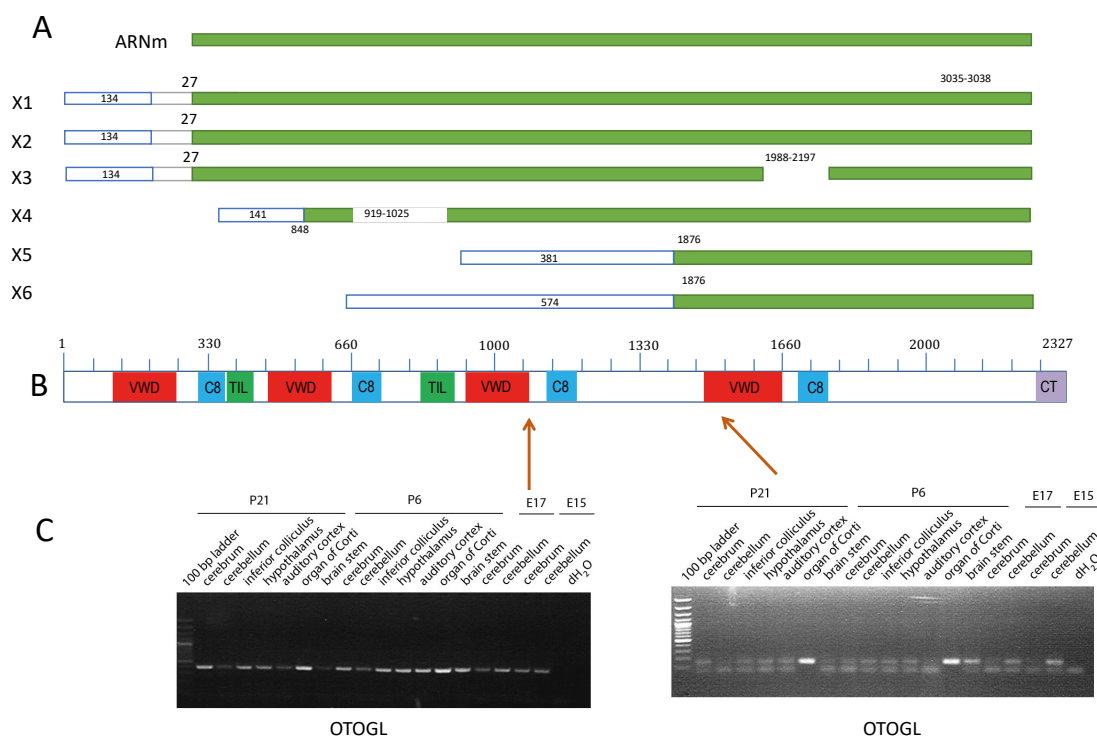 A
ARNm
27
3035-3038
X1
134
27
X2
134
27
1988-2197
X3
134
X4
141
919-1025
848
1876
X5
381
1876
X6
574
1
330
660
1000
1330
1660
2000
2327
B
VWD
C8
TIL
VWD
C8
TIL
VWD
C8
VWD
C8
CT
C
P21
P6
E17
E15
100 bp ladder
cerebrum
cerebellum
inferior colliculus
hypothalamus
auditory cortex
organ of Corti
brain stem
cerebrum
cerebellum
inferior colliculus
hypothalamus
auditory cortex
organ of Corti
brain stem
cerebrum
cerebellum
cerebrum
cerebellum
dH2O
OTOGL
P21
P6
E17
E15
100 bp ladder
cerebrum
cerebellum
inferior colliculus
hypothalamus
auditory cortex
organ of Corti
brain stem
cerebrum
cerebellum
inferior colliculus
hypothalamus
auditory cortex
organ of Corti
brain stem
cerebrum
cerebellum
cerebrum
cerebellum
dH2O
OTOGL